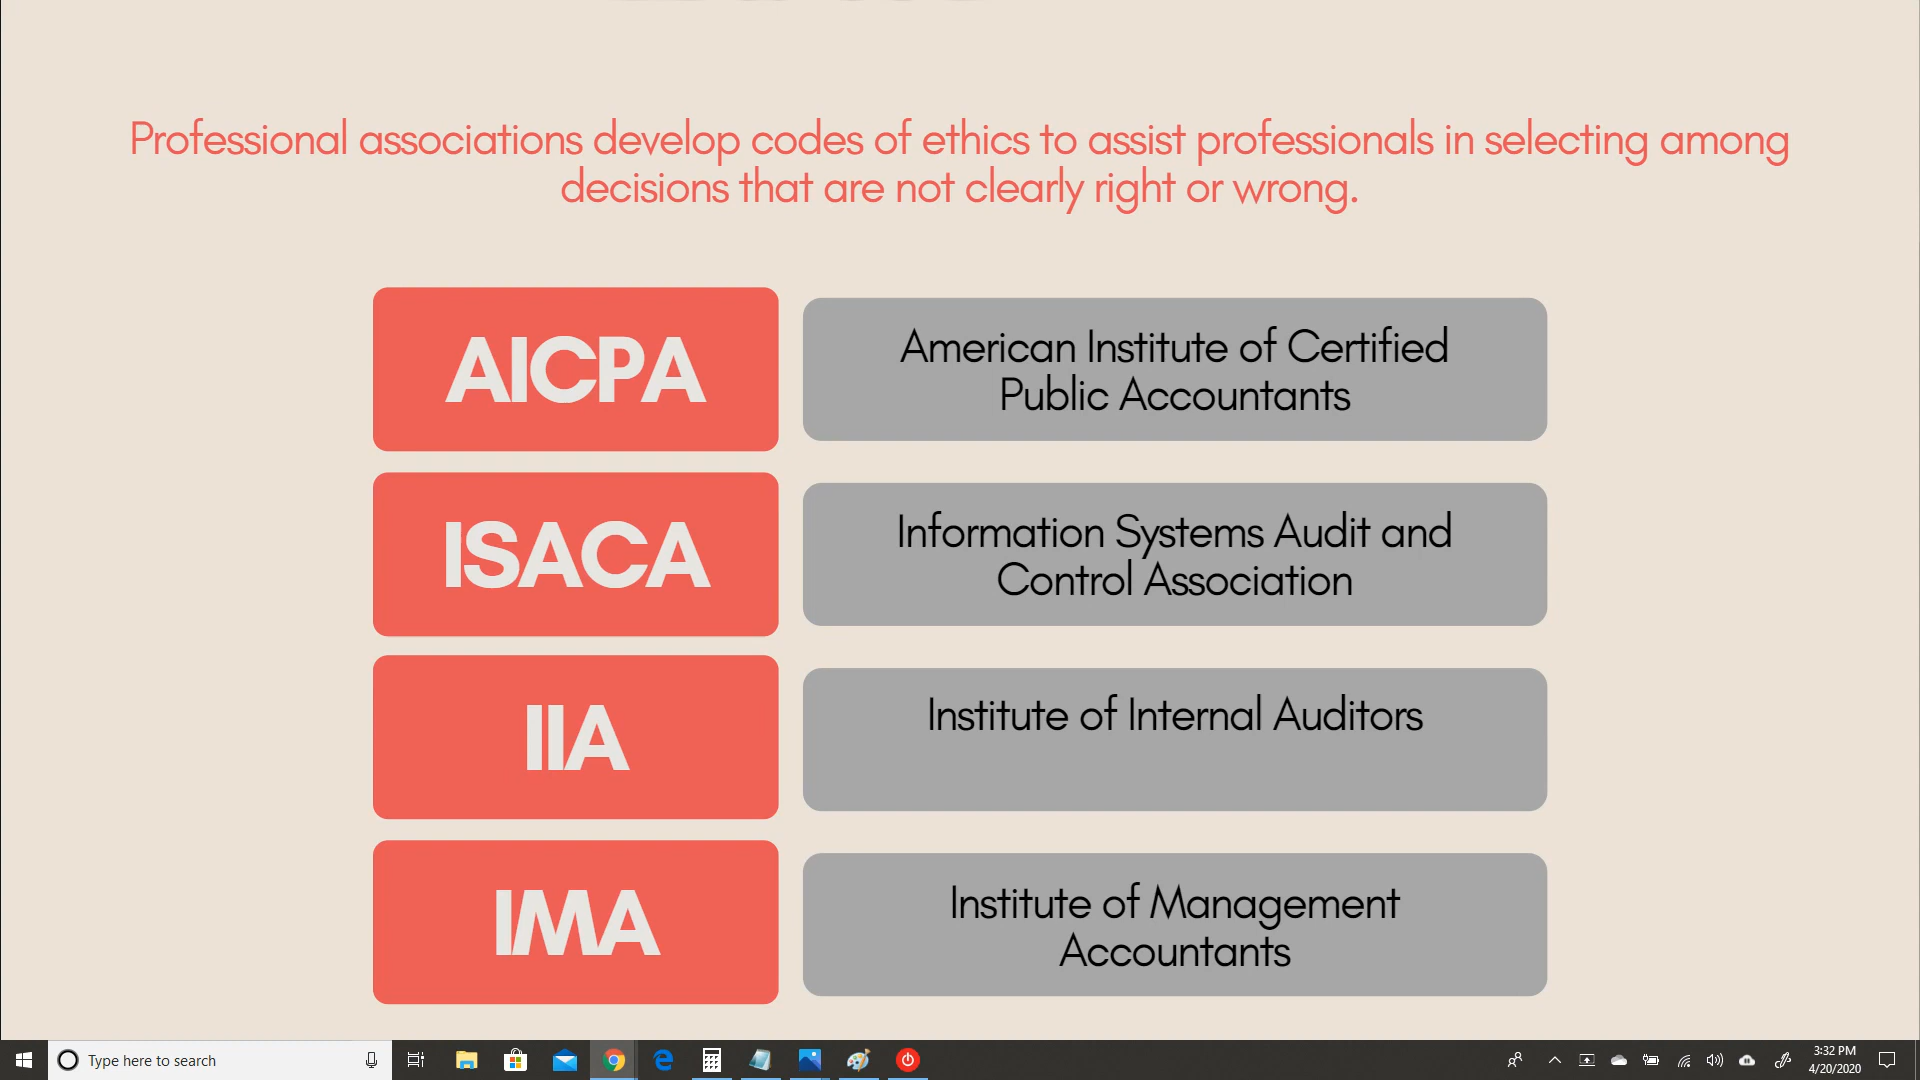 Professional associations develop codes of ethics to assist professionals in selecting among
decisions that are not clearly right or wrong.
AICPA
American Institute of Certified
Public Accountants
ISACA
Information Systems Audit and
Control Association
IIA
Institute of Internal Auditors
IMA
Institute of Management
Accountants
Type here to search
3:32 PM
4/20/2020